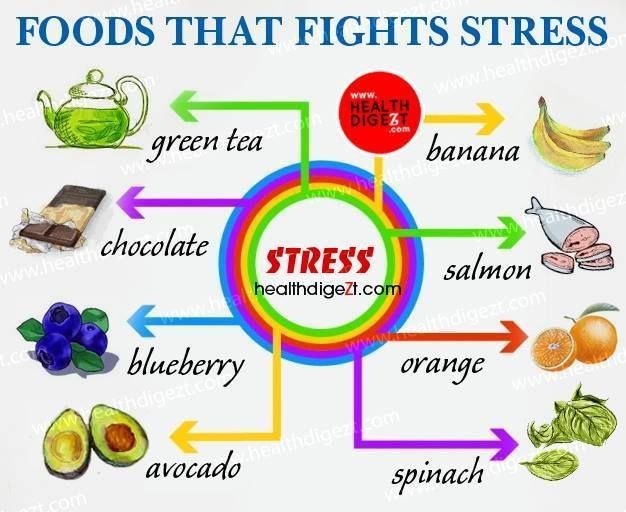 FOODS THAT FIGHTS STRESS
www.
HEALTH
DIGEZT
.com
green tea
banana
chocolate
salmon
STRESS
healthdigeZt.com
blueberry
orange
avocado
spinach
www.healthdigezt.com